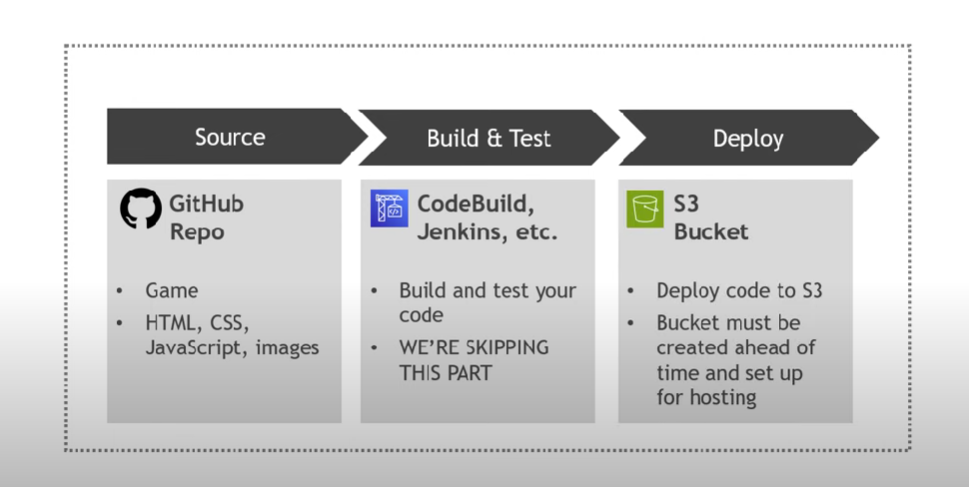 Source
Build & Test
Deploy
GitHub
Repo
• Game
• HTML, CSS,
JavaScript, images
CodeBuild,
Jenkins, etc.
• Build and test your
code
• WE'RE SKIPPING
THIS PART
S3
Bucket
• Deploy code to S3
• Bucket must be
created ahead of
time and set up
for hosting